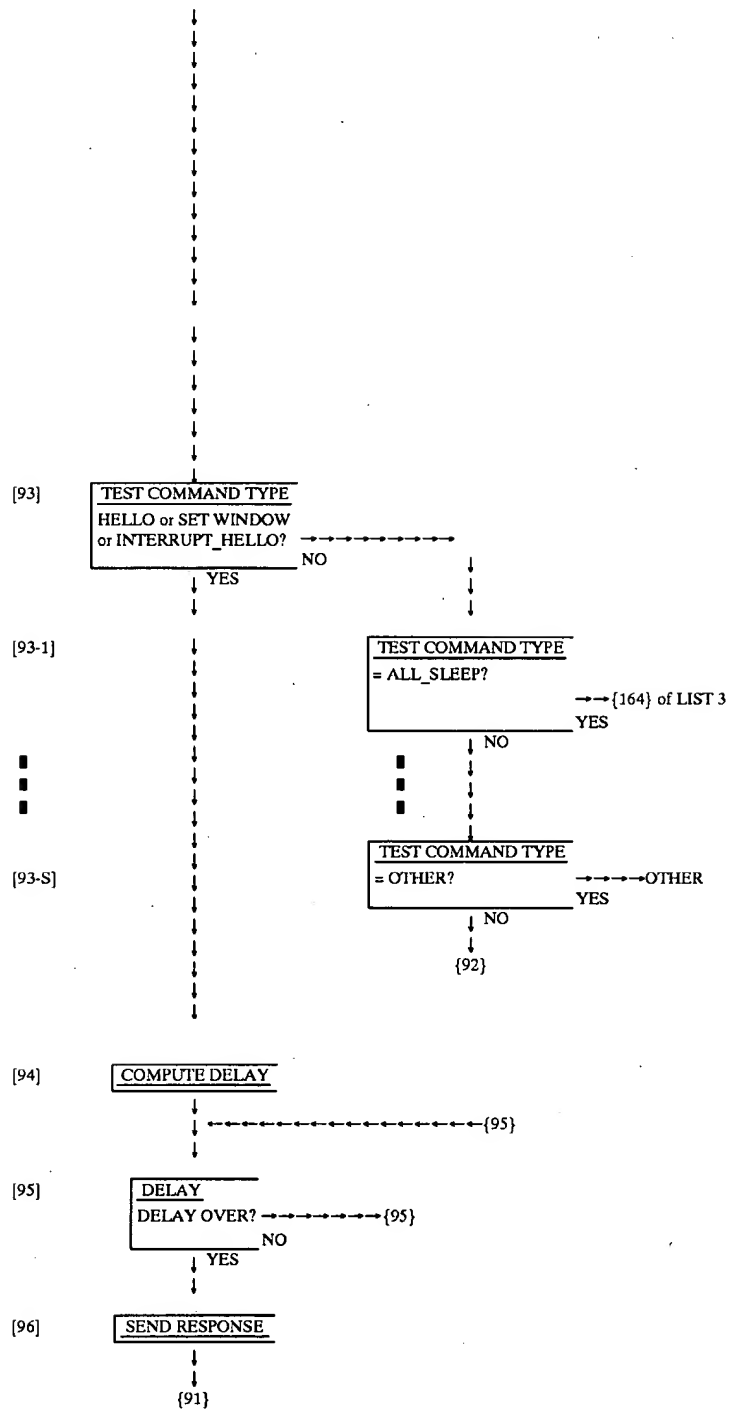 [93]
TEST COMMAND TYPE
HELLO or SET WINDOW
or INTERRUPT_HELLO?
NO
YES
[93-1]
TEST COMMAND TYPE
= ALL_SLEEP?
{164} of LIST 3
YES
NO
TEST COMMAND TYPE
[93-S]
= OTHER?
OTHER
YES
NO
{92}
[94]
COMPUTE DELAY
{95}
[95]
DELAY
DELAY OVER?
{95}
NO
YES
[96]
SEND RESPONSE
{91}